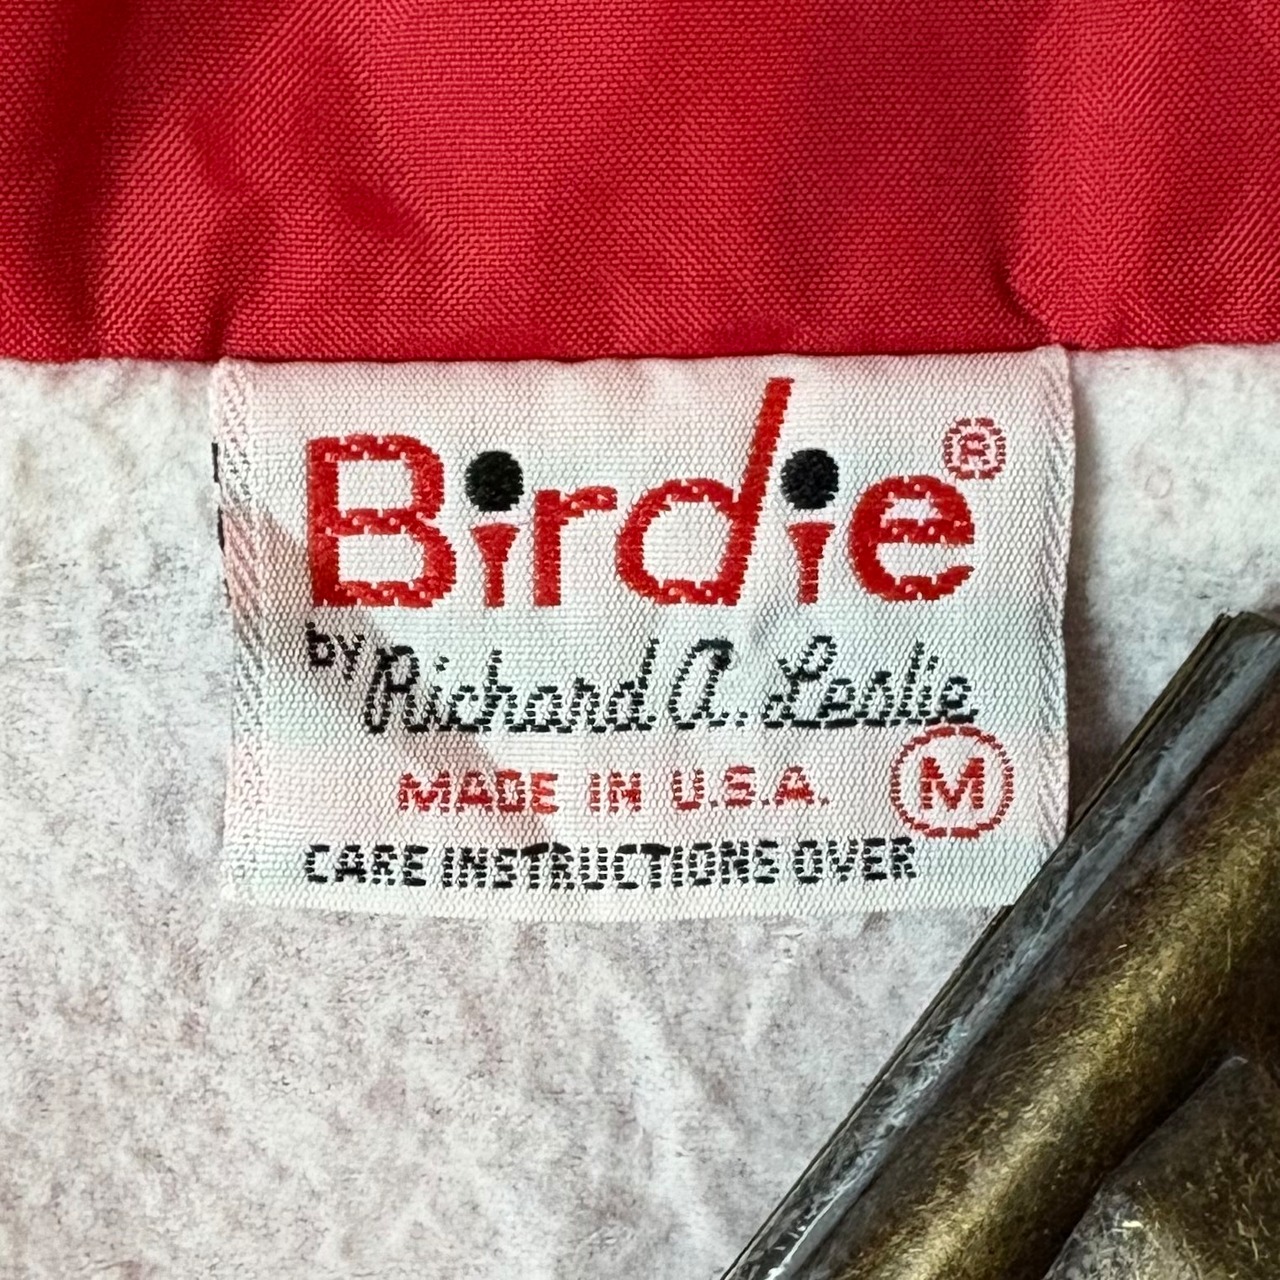 Birdie®
by Richard A. Leslie
MADE IN U.S.A. M
CARE INSTRUCTIONS OVER